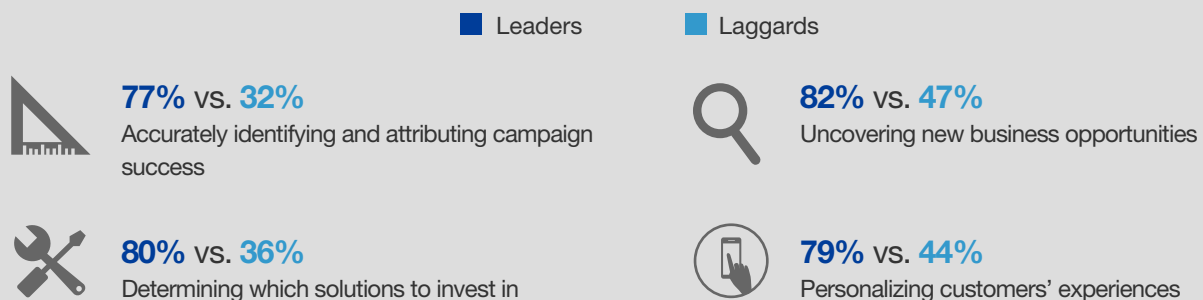 Leaders
Laggards
77% vs. 32%
Accurately identifying and attributing campaign
success
82% vs. 47%
Uncovering new business opportunities
80% vs. 36%
Determining which solutions to invest in
79% vs. 44%
Personalizing customers’ experiences